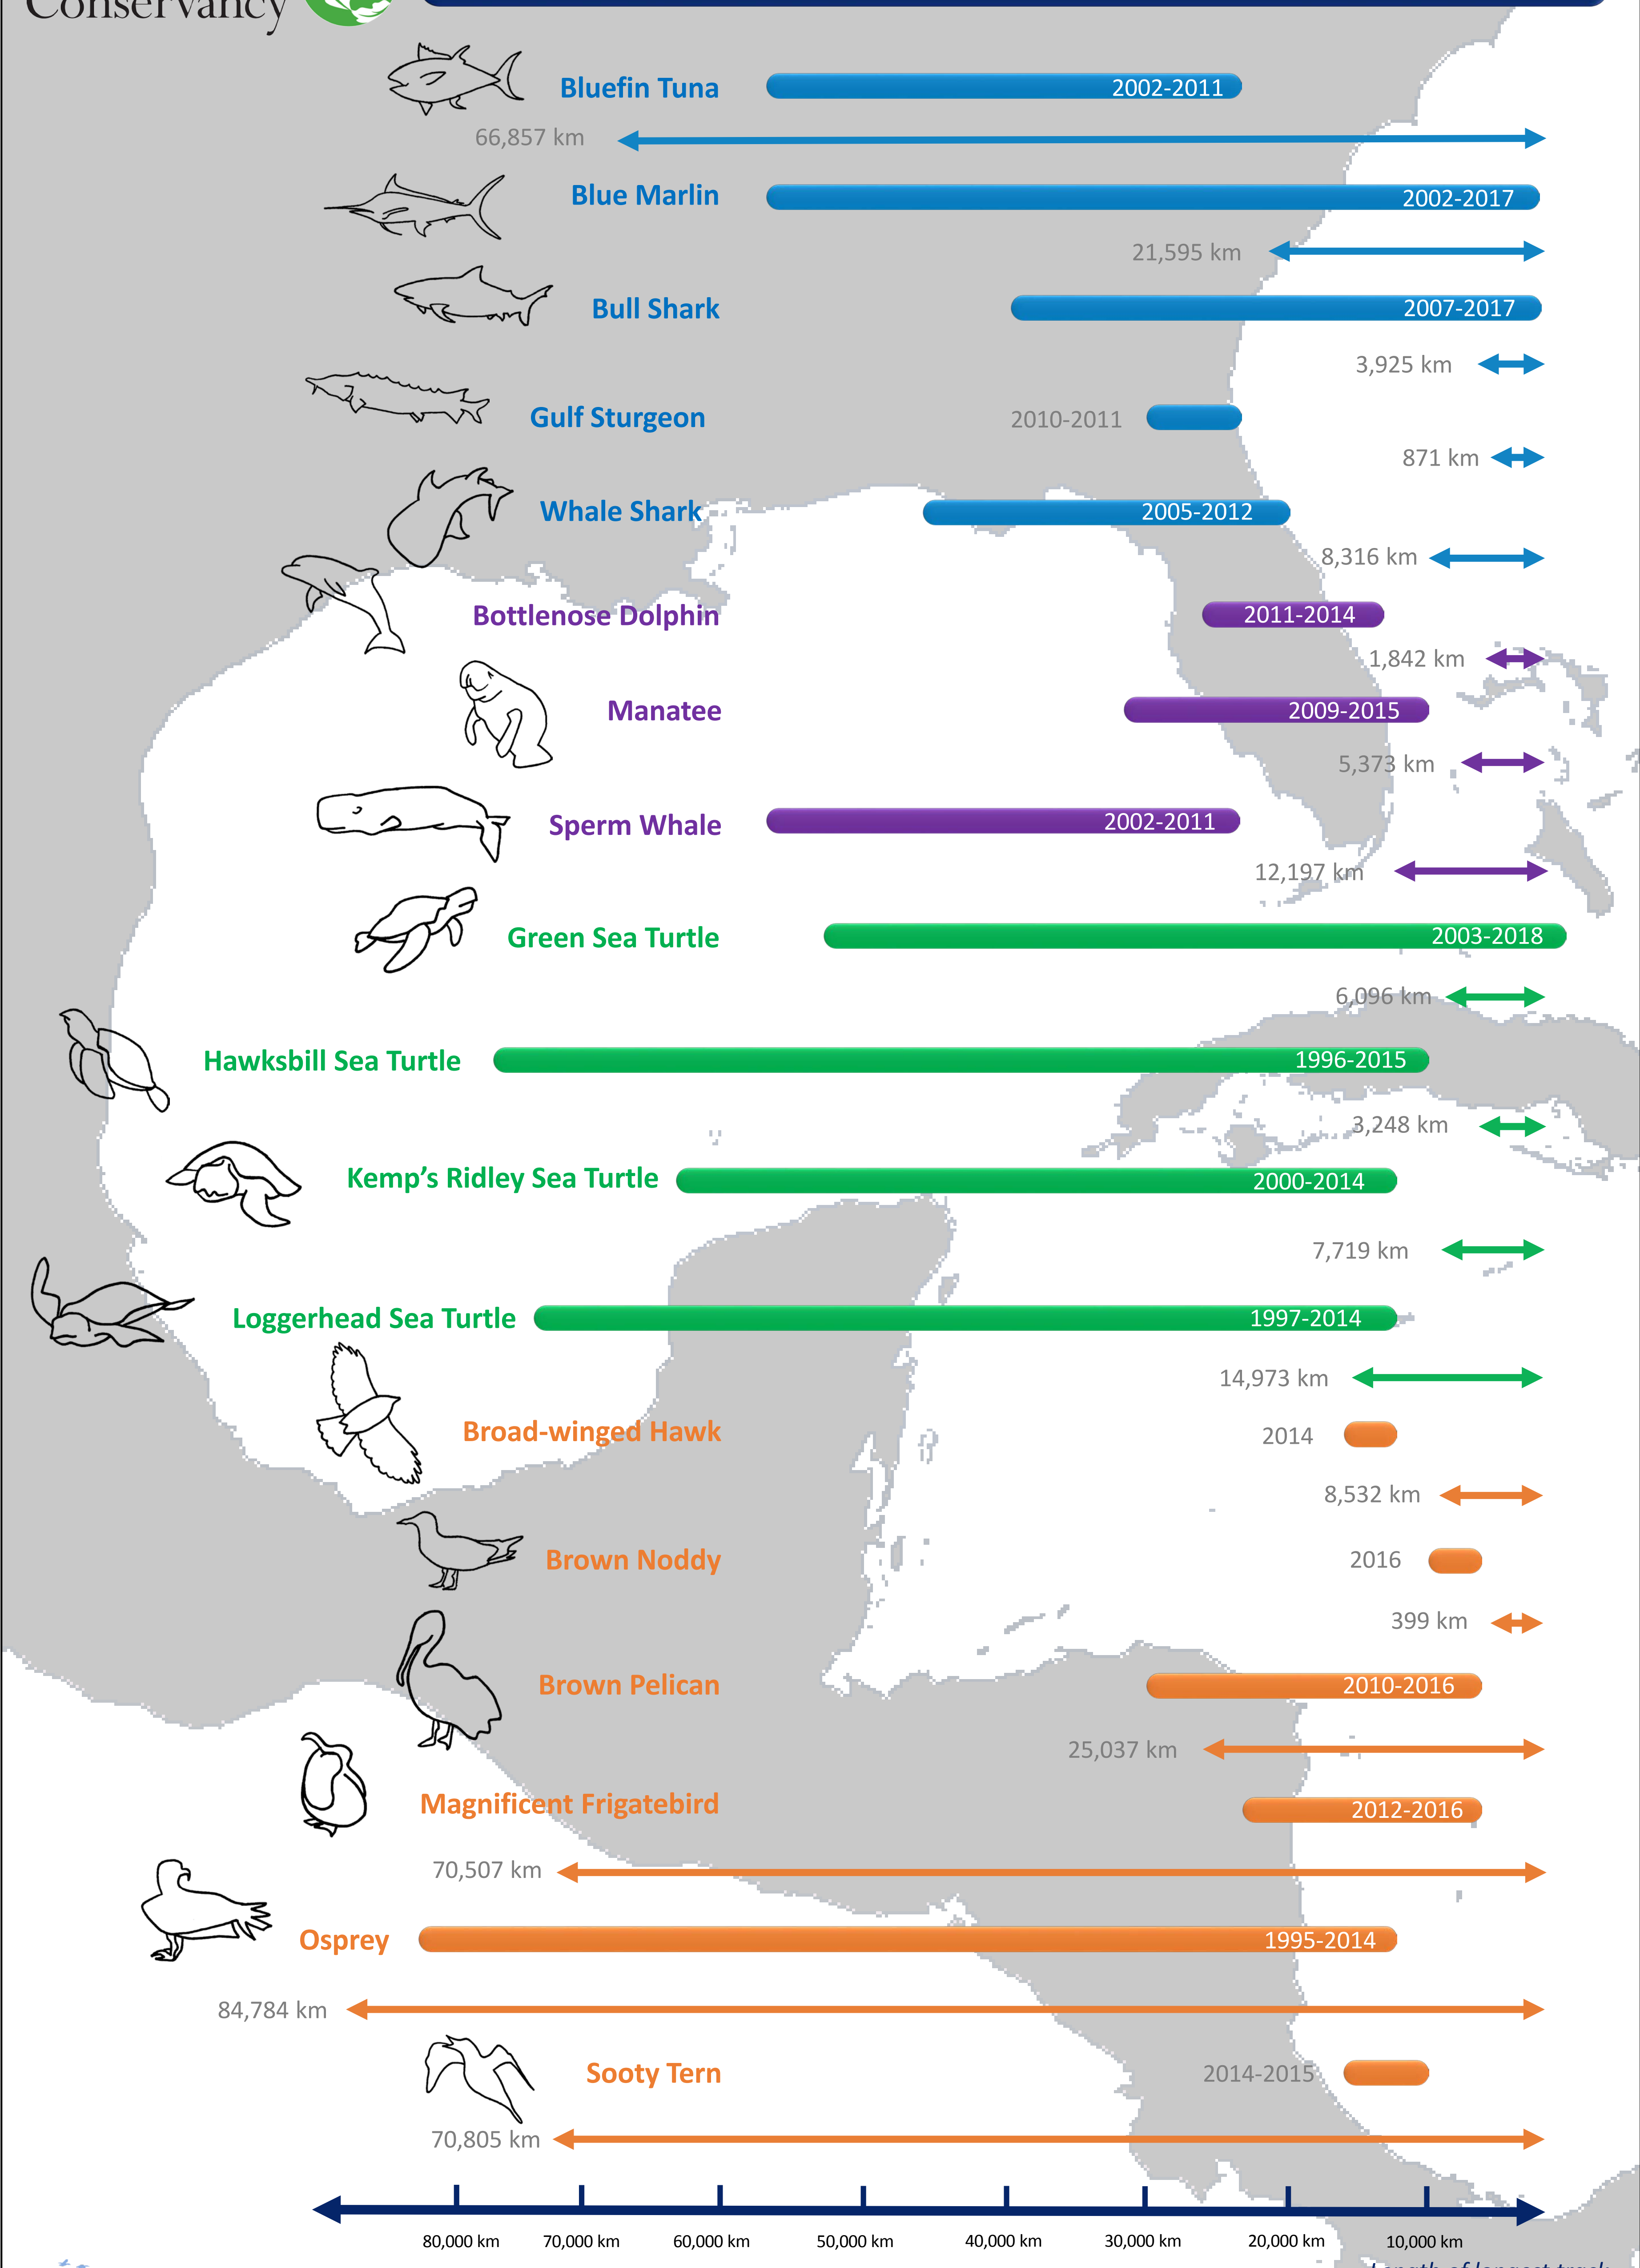 Conservancy
Bluefin Tuna 2002-2011
66,857 km
Blue Marlin 2002-2017
21,595 km
Bull Shark 2007-2017
3,925 km
Gulf Sturgeon 2010-2011
871 km
Whale Shark 2005-2012
8,316 km
Bottlenose Dolphin 2011-2014
1,842 km
Manatee 2009-2015
5,373 km
Sperm Whale 2002-2011
12,197 km
Green Sea Turtle 2003-2018
6,096 km
Hawksbill Sea Turtle 1996-2015
3,248 km
Kemp’s Ridley Sea Turtle 2000-2014
7,719 km
Loggerhead Sea Turtle 1997-2014
14,973 km
Broad-winged Hawk 2014
8,532 km
Brown Noddy 2016
399 km
Brown Pelican 2010-2016
25,037 km
Magnificent Frigatebird 2012-2016
70,507 km
Osprey 1995-2014
84,784 km
Sooty Tern 2014-2015
70,805 km
80,000 km 70,000 km 60,000 km 50,000 km 40,000 km 30,000 km 20,000 km 10,000 km
Length of longest track